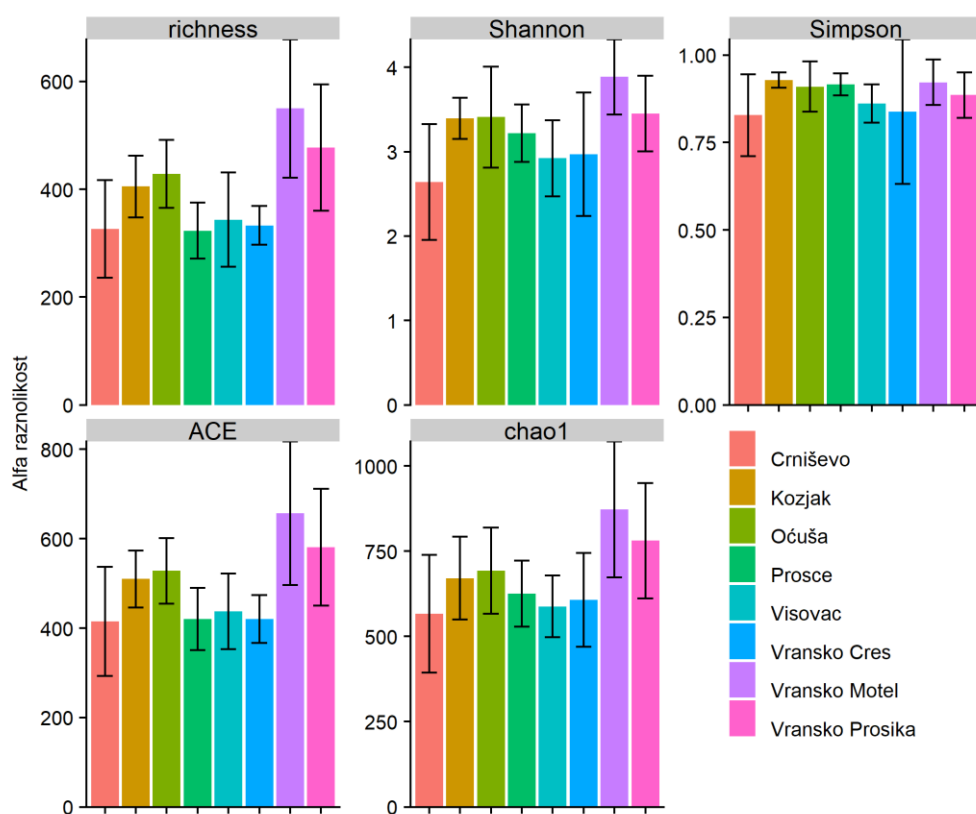 richness
Shannon
Simpson
600
400
200
0
4
3
2
1
0
1.00
0.75
0.50
0.25
0.00
Alfa raznolikost
ACE
chao1
800
600
400
200
0
1000
750
500
250
0
Crniševo
Kozjak
Oćuša
Prosce
Visovac
Vransko Cres
Vransko Motel
Vransko Prosika